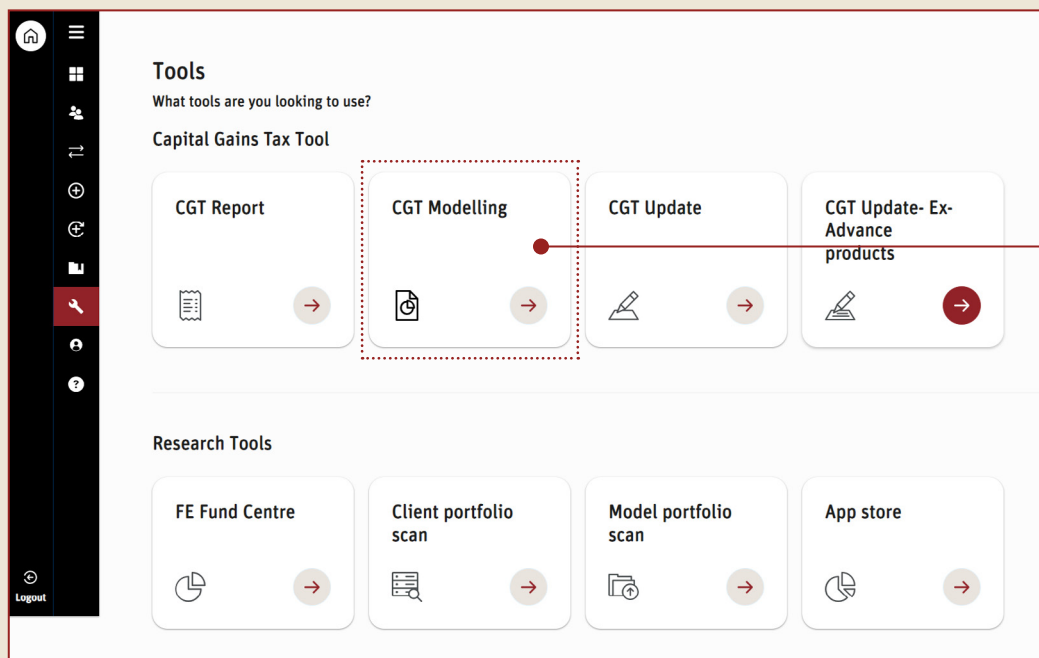 Tools
What tools are you looking to use?
Capital Gains Tax Tool
CGT Report
CGT Modelling
CGT Update
CGT Update- Ex-
Advance
products
Research Tools
FE Fund Centre
Client portfolio
scan
Model portfolio
scan
App store
Logout